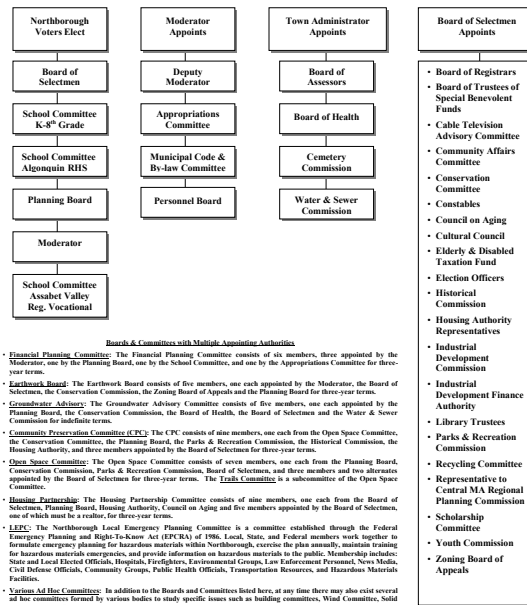 Northborough
Voters Elect
Board of
Selectmen
School Committee
K-8th Grade
School Committee
Algonquin RHS
Planning Board
Moderator
School Committee
Assabet Valley
Reg. Vocational
Moderator
Appoints
Deputy
Moderator
Appropriations
Committee
Municipal Code &
By-law Committee
Personnel Board
Town Administrator
Appoints
Board of
Assessors
Board of Health
Cemetery
Commission
Water & Sewer
Commission
Board of Selectmen
Appoints
• Board of Registrars
• Board of Trustees of
Special Benevolent
Funds
• Cable Television
Advisory Committee
• Community Affairs
Committee
• Conservation
Committee
• Constables
• Council on Aging
• Cultural Council
• Elderly & Disabled
Taxation Fund
• Election Officers
• Historical
Commission
• Housing Authority
Representatives
• Industrial
Development
Commission
• Industrial
Development Finance
Authority
• Library Trustees
• Parks & Recreation
Commission
• Recycling Committee
• Representative to
Central MA Regional
Planning Commission
• Scholarship
Committee
• Youth Commission
• Zoning Board of
Appeals
Boards & Committees with Multiple Appointing Authorities
• Financial Planning Committee: The Financial Planning Committee consists of six members, three appointed by the
Moderator, one by the Planning Board, one by the School Committee, and one by the Appropriations Committee for three-
year terms.
• Earthwork Board: The Earthwork Board consists of five members, one each appointed by the Moderator, the Board of
Selectmen, the Conservation Commission, the Zoning Board of Appeals and the Planning Board for three-year terms.
• Groundwater Advisory: The Groundwater Advisory Committee consists of five members, one each appointed by the
Planning Board, the Conservation Commission, the Board of Health, the Board of Selectmen and the Water & Sewer
Commission for indefinite terms.
• Community Preservation Committee (CPC): The CPC consists of nine members, one each from the Open Space Committee,
the Conservation Committee, the Planning Board, the Parks & Recreation Commission, the Historical Commission, the
Housing Authority, and three members appointed by the Board of Selectmen for three-year terms.
• Open Space Committee: The Open Space Committee consists of seven members, one each from the Planning Board,
Conservation Commission, Parks & Recreation Commission, Board of Selectmen, and three members and two alternates
appointed by the Board of Selectmen for three-year terms. The Trails Committee is a subcommittee of the Open Space
Committee.
• Housing Partnership: The Housing Partnership Committee consists of nine members, one each from the Board of
Selectmen, Planning Board, Housing Authority, Council on Aging and five members appointed by the Board of Selectmen,
one of which must be a realtor, for three-year terms.
• LEPC: The Northborough Local Emergency Planning Committee is a committee established through the Federal
Emergency Planning and Right-To-Know Act (EPCRA) of 1986. Local, State, and Federal members work together to
formulate emergency planning for hazardous materials within Northborough, exercise the plan annually, maintain training
for hazardous materials emergencies, and provide information on hazardous materials to the public. Membership includes:
State and Local Elected Officials, Hospitals, Firefighters, Environmental Groups, Law Enforcement Personnel, News Media,
Civil Defense Officials, Community Groups, Public Health Officials, Transportation Resources, and Hazardous Materials
Facilities.
• Various Ad Hoc Committees: In addition to the Boards and Committees listed here, at any time there may also exist several
ad hoc committees formed by various bodies to study specific issues such as building committees, Wind Committee, Solid